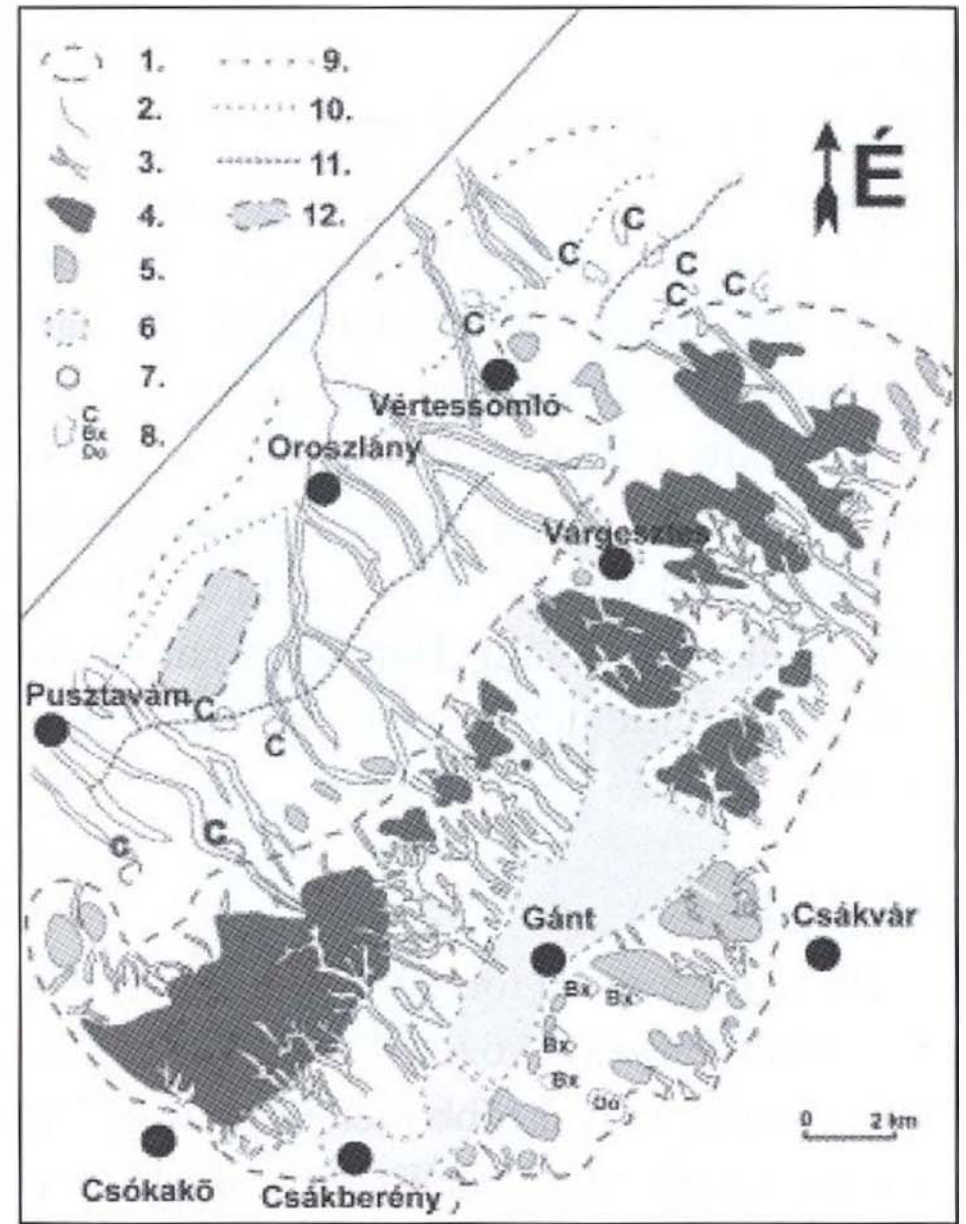 1.
2.
3.
4.
5.
6
7.
C
Bx
Do
8.
9.
10.
11.
12.
É
C
C
C
C
C
C
Vértessomló
Oroszlány
Várgesztes
Pusztavám
C
C
C
C
Gánt
Csákvár
Bx
Bx
Bx
Bx
Do
0 2 km
Csókakő
Csákberény